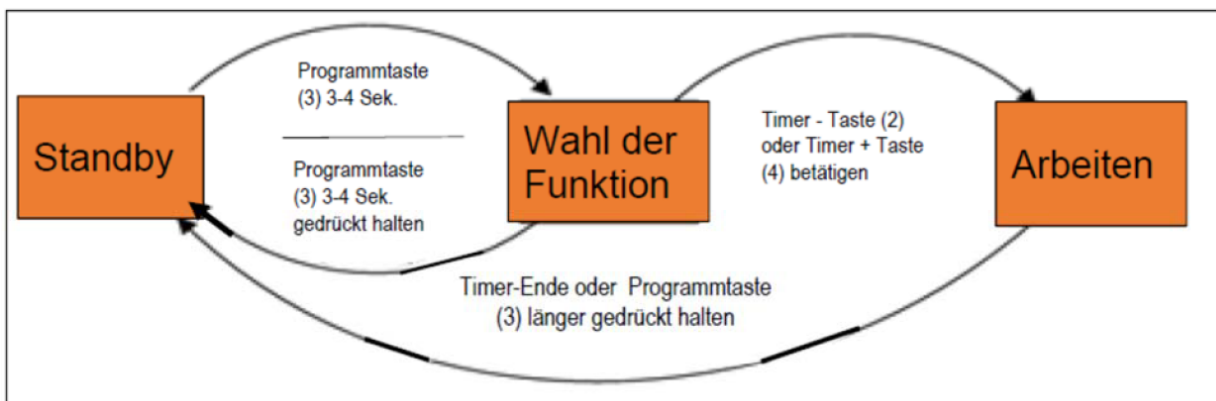 Standby
Programmtaste
(3) 3-4 Sek.
Programmtaste
(3) 3-4 Sek.
gedrückt halten
Wahl der
Funktion
Timer - Taste (2)
oder Timer + Taste
(4) betätigen
Arbeiten
Timer-Ende oder Programmtaste
(3) länger gedrückt halten